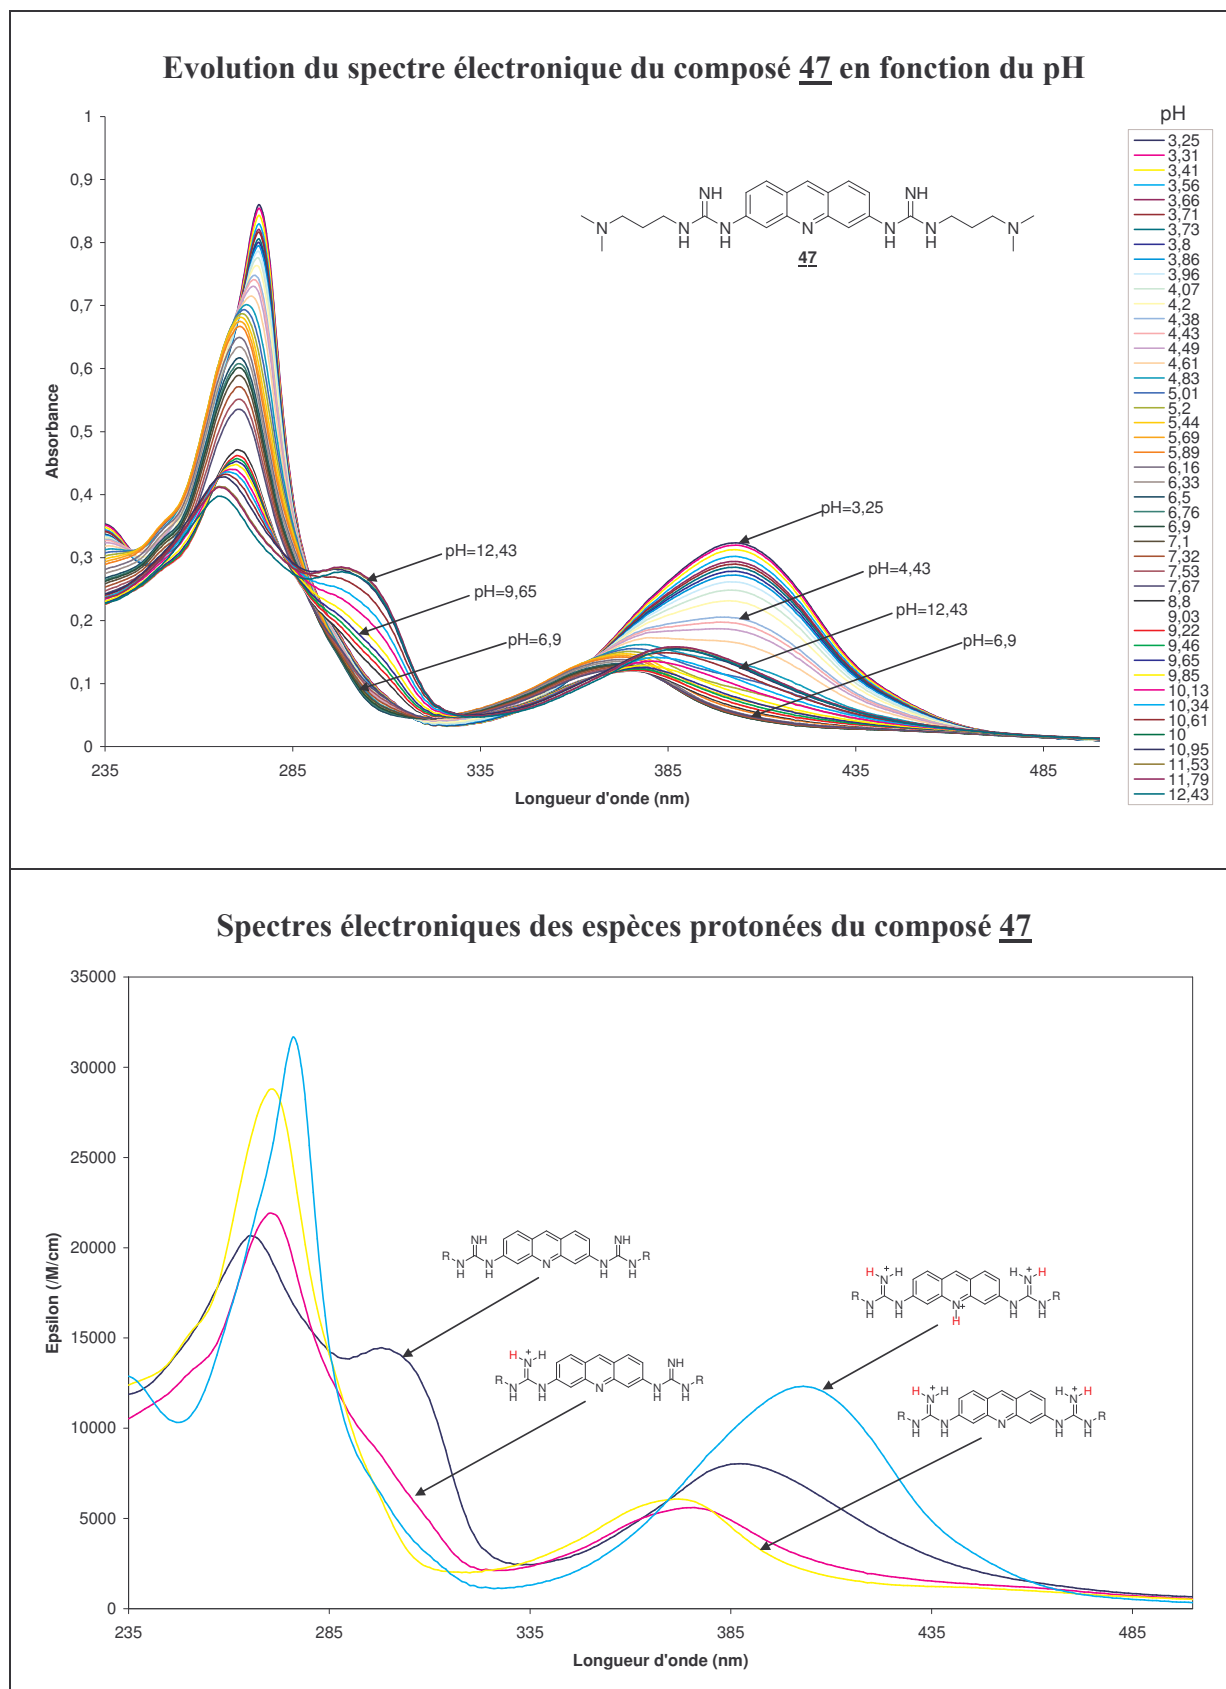 Evolution du spectre électronique du composé 47 en fonction du pH
pH
1
0,9
0,8
0,7
0,6
0,5
0,4
0,3
0,2
0,1
0
Absorbance
235
285
335
385
435
485
Longueur d'onde (nm)
NH
NH
N
N
H
N
H
N
N
H
N
H
N
47
pH=3,25
pH=4,43
pH=12,43
pH=6,9
pH=12,43
pH=9,65
pH=6,9
3,25
3,31
3,41
3,56
3,66
3,71
3,73
3,8
3,86
3,96
4,07
4,2
4,38
4,43
4,49
4,61
4,83
5,01
5,2
5,44
5,69
5,89
6,16
6,33
6,5
6,76
6,9
7,1
7,32
7,53
7,67
8,8
9,03
9,22
9,46
9,65
9,85
10,13
10,34
10,61
10
10,95
11,53
11,79
12,43
Spectres électroniques des espèces protonées du composé 47
35000
30000
25000
20000
15000
10000
5000
0
Epsilon (/M/cm)
235
285
335
385
435
485
Longueur d'onde (nm)
NH
NH
R
N
H
N
H
N
N
H
N
H
R
H
+
N
H
NH
R
N
H
N
H
N
N
H
N
H
R
H
+
N
H
H
+
N
H
R
N
H
N
H
N+
H
N
H
N
H
R
H
+
N
H
H
+
N
H
R
N
H
N
H
N
N
H
N
H
R